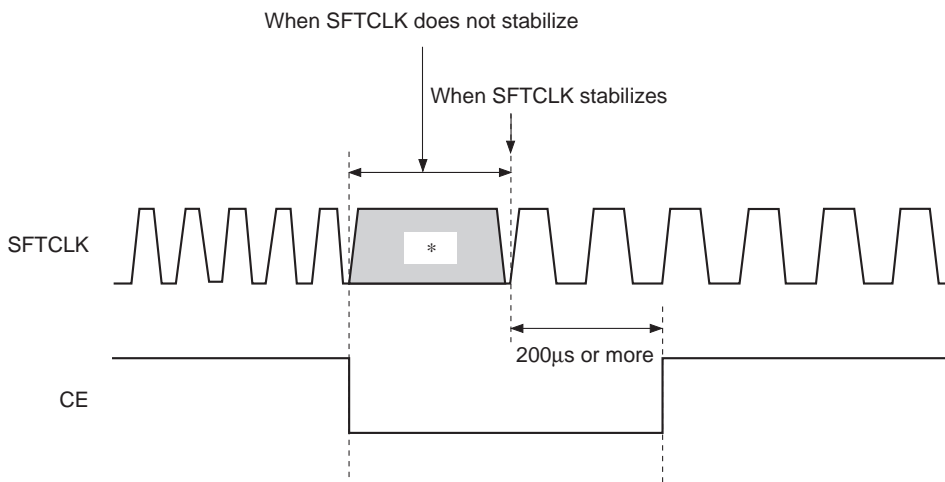 When SFTCLK does not stabilize
When SFTCLK stabilizes
SFTCLK
*
200μs or more
CE